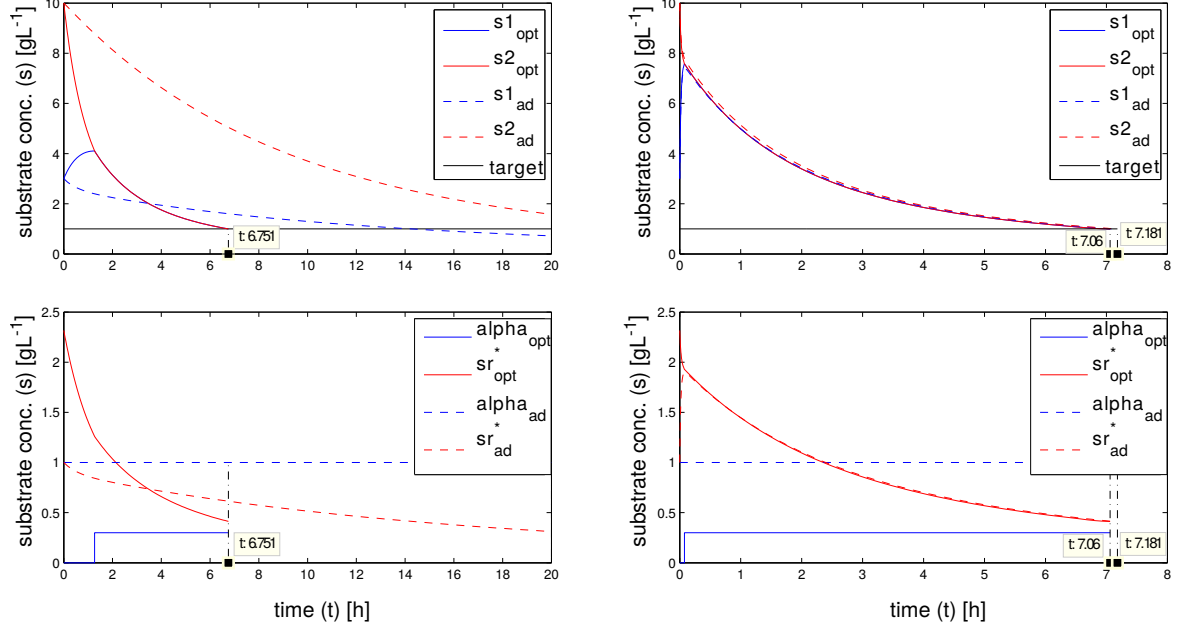 substrate conc. (s) [gL⁻¹]
10
8
6
4
2
0
0 2 4 6 8 10 12 14 16 18 20
s1opt
s2opt
s1ad
s2ad
target
t: 6.751
substrate conc. (s) [gL⁻¹]
10
8
6
4
2
0
0 1 2 3 4 5 6 7 8
s1opt
s2opt
s1ad
s2ad
target
t: 7.06
t: 7.181
substrate conc. (s) [gL⁻¹]
2.5
2
1.5
1
0.5
0
0 2 4 6 8 10 12 14 16 18 20
alphaopt
sr*opt
alphaad
sr*ad
t: 6.751
time (t) [h]
substrate conc. (s) [gL⁻¹]
2.5
2
1.5
1
0.5
0
0 1 2 3 4 5 6 7 8
alphaopt
sr*opt
alphaad
sr*ad
t: 7.06
t: 7.181
time (t) [h]